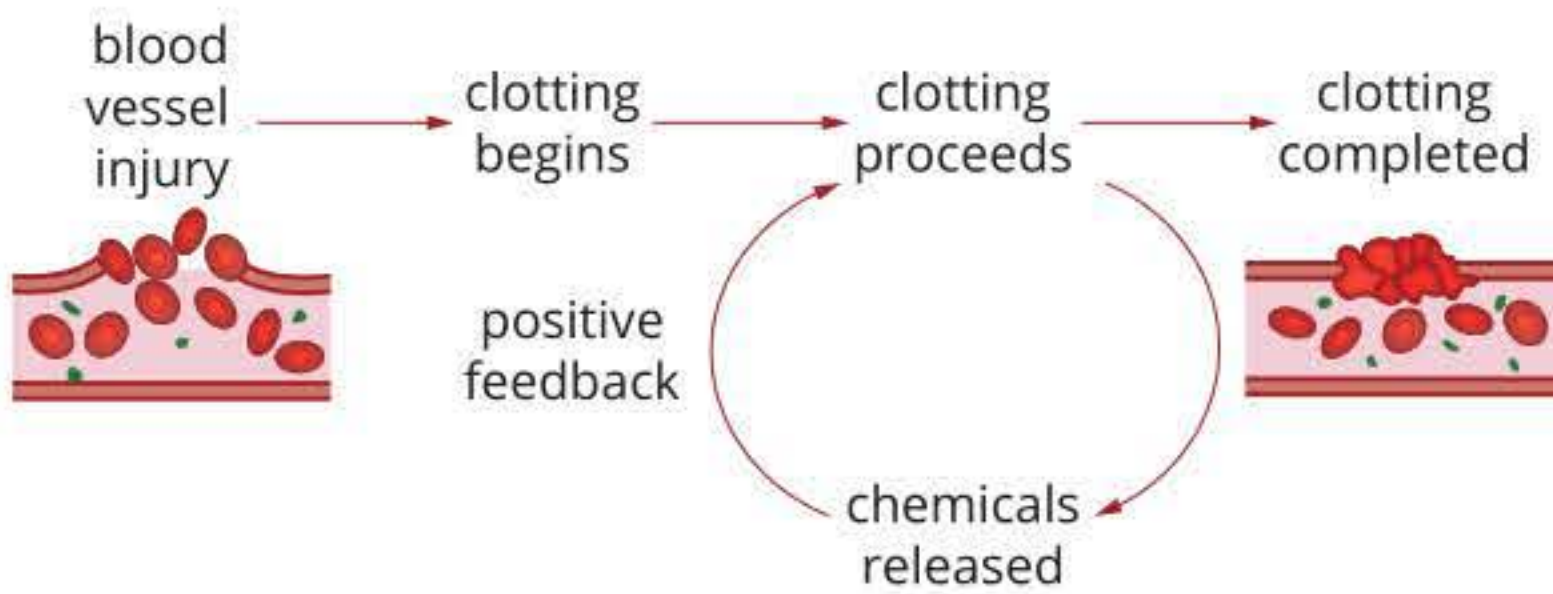 blood
vessel
injury
clotting
begins
clotting
proceeds
clotting
completed
positive
feedback
chemicals
released